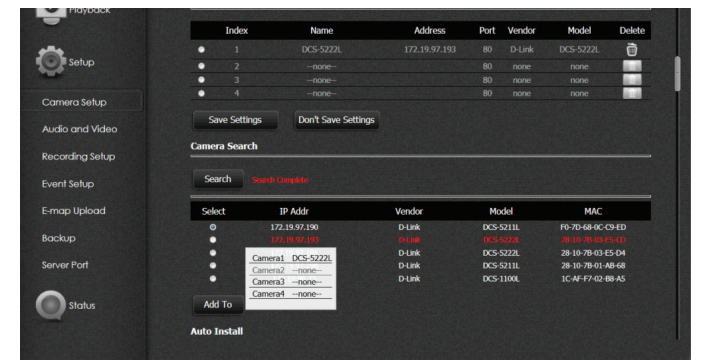 Playback
Index Name Address Port Vendor Model Delete
1 DCS-5222L 172.19.97.193 80 D-Link DCS-5222L
Setup
2 --none-- 80 none none
3 --none-- 80 none none
4 --none-- 80 none none
Camera Setup
Save Settings Don't Save Settings
Audio and Video
Camera Search
Recording Setup
Search Search Complete
Event Setup
E-map Upload
Select IP Addr Vendor Model MAC
172.19.97.190 D-Link DCS-5211L F0-7D-68-0C-C9-ED
Backup
172.19.97.193 D-Link DCS-5222L 28-10-7B-03-E5-CD
D-Link DCS-5222L 28-10-7B-03-E5-D4
Camera1 DCS-5222L
Server Port
Camera2 --none--
D-Link DCS-5211L 28-10-7B-01-AB-68
Camera3 --none--
D-Link DCS-1100L 1C-AF-F7-02-B8-A5
Camera4 --none--
Status
Add To
Auto Install